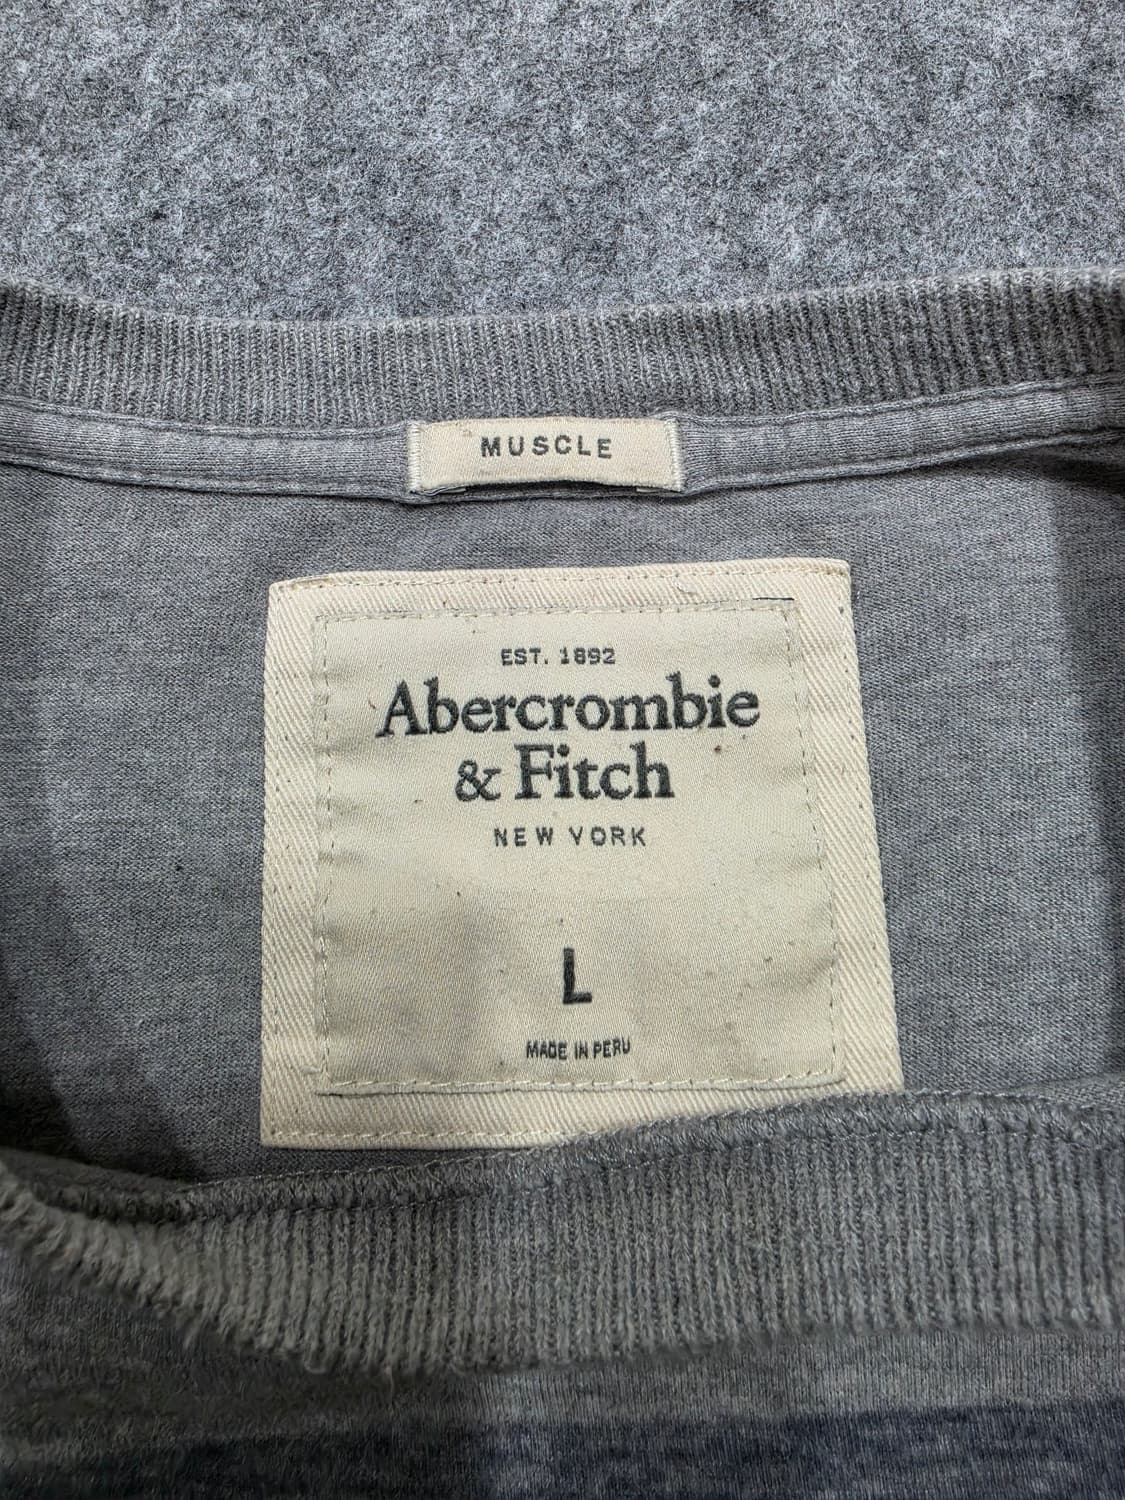 MUSCLE
EST. 1892
Abercrombie
& Fitch
NEW YORK
L
MADE IN PERU